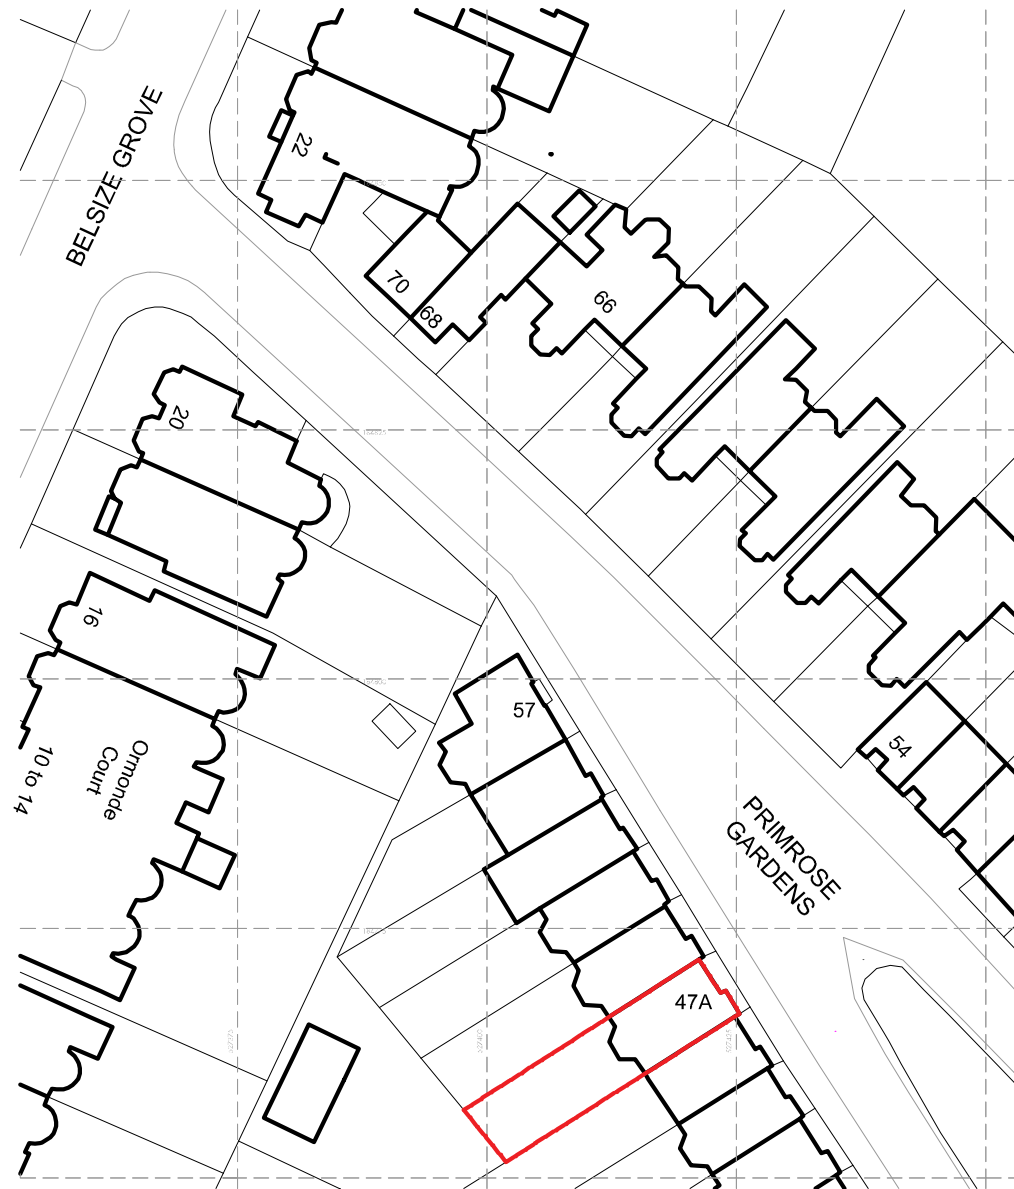 BELSIZE GROVE
22
70
68
66
20
16
57
54
Ormonde
Court
10 to 14
PRIMROSE
GARDENS
47A